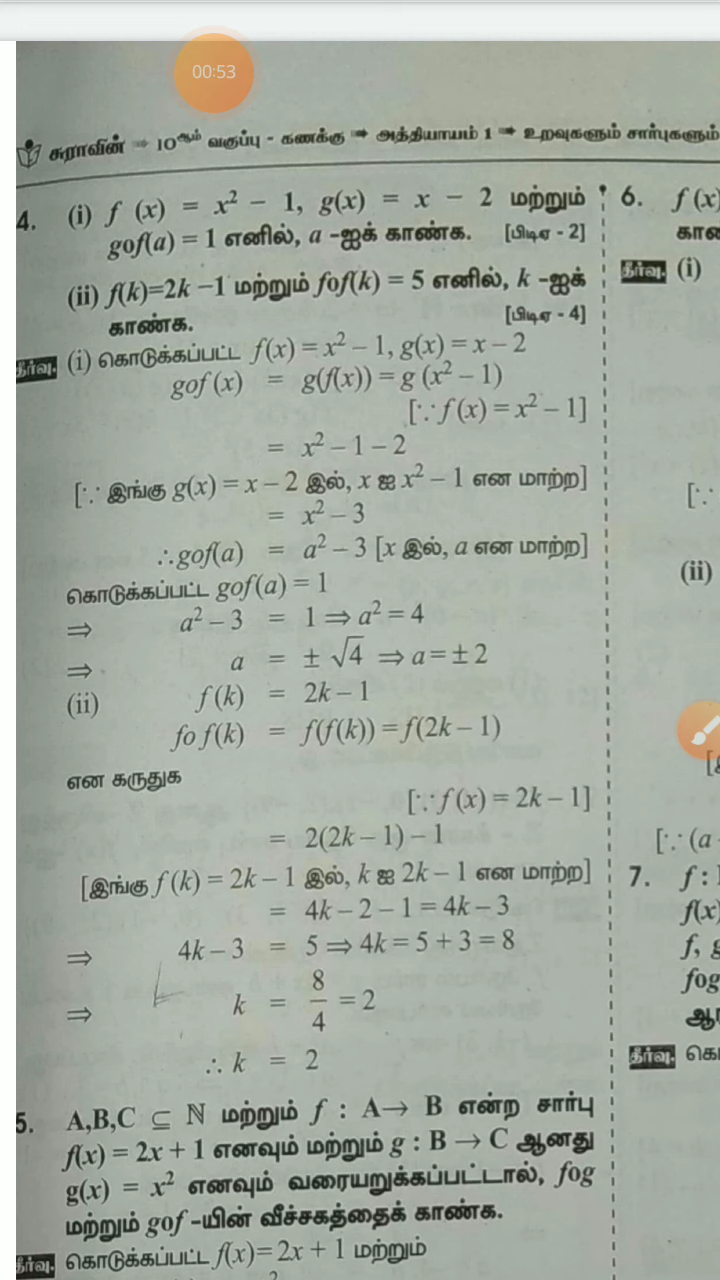 00:53
சுராவின் ➠ 10ஆம் வகுப்பு - கணக்கு ➠ அத்தியாயம் 1 ➠ உறவுகளும் சார்புகளும்
4. (i) f (x) = x² − 1, g(x) = x − 2 மற்றும்
gof(a) = 1 எனில், a -ஐக் காண்க. [பிடிஏ - 2]
(ii) f(k)=2k −1 மற்றும் fof(k) = 5 எனில், k -ஐக்
காண்க. [பிடிஏ - 4]
தீர்வு. (i) கொடுக்கப்பட்ட f(x) = x² − 1, g(x) = x − 2
gof (x) = g(f(x)) = g (x² − 1)
[∵ f (x) = x² − 1]
= x² − 1 − 2
[∵ இங்கு g(x) = x − 2 இல், x ஐ x² − 1 என மாற்ற]
= x² − 3
∴gof(a) = a² − 3 [x இல், a என மாற்ற]
கொடுக்கப்பட்ட gof(a) = 1
⇒ a² − 3 = 1 ⇒ a² = 4
⇒ a = ± √4 ⇒ a = ± 2
(ii) f (k) = 2k − 1
fo f(k) = f(f(k)) = f(2k − 1)
என கருதுக
[∵ f (x) = 2k − 1]
= 2(2k − 1) − 1
[இங்கு f (k) = 2k − 1 இல், k ஐ 2k − 1 என மாற்ற]
= 4k − 2 − 1 = 4k − 3
⇒ 4k − 3 = 5 ⇒ 4k = 5 + 3 = 8
⇒ k = 8/4 = 2
∴ k = 2
5. A,B,C ⊆ ℕ மற்றும் f : A→ B என்ற சார்பு
f(x) = 2x + 1 எனவும் மற்றும் g : B → C ஆனது
g(x) = x² எனவும் வரையறுக்கப்பட்டால், fog
மற்றும் gof -யின் வீச்சகத்தைக் காண்க.
தீர்வு. கொடுக்கப்பட்ட f(x)= 2x + 1 மற்றும்
6. f (x)
காண
தீர்வு. (i)
[∵
(ii)
[∵ (a
7. f :
f(x)
f, g
fog
தீர்வு.